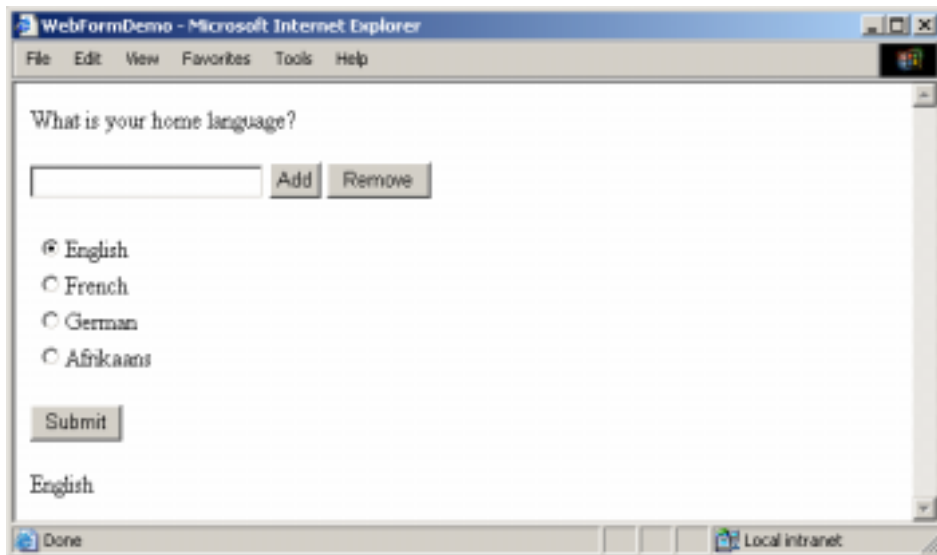 WebFormDemo - Microsoft Internet Explorer
File Edit View Favorites Tools Help
What is your home language?
Add Remove
English
French
German
Afrikaans
Submit
English
Done Local intranet